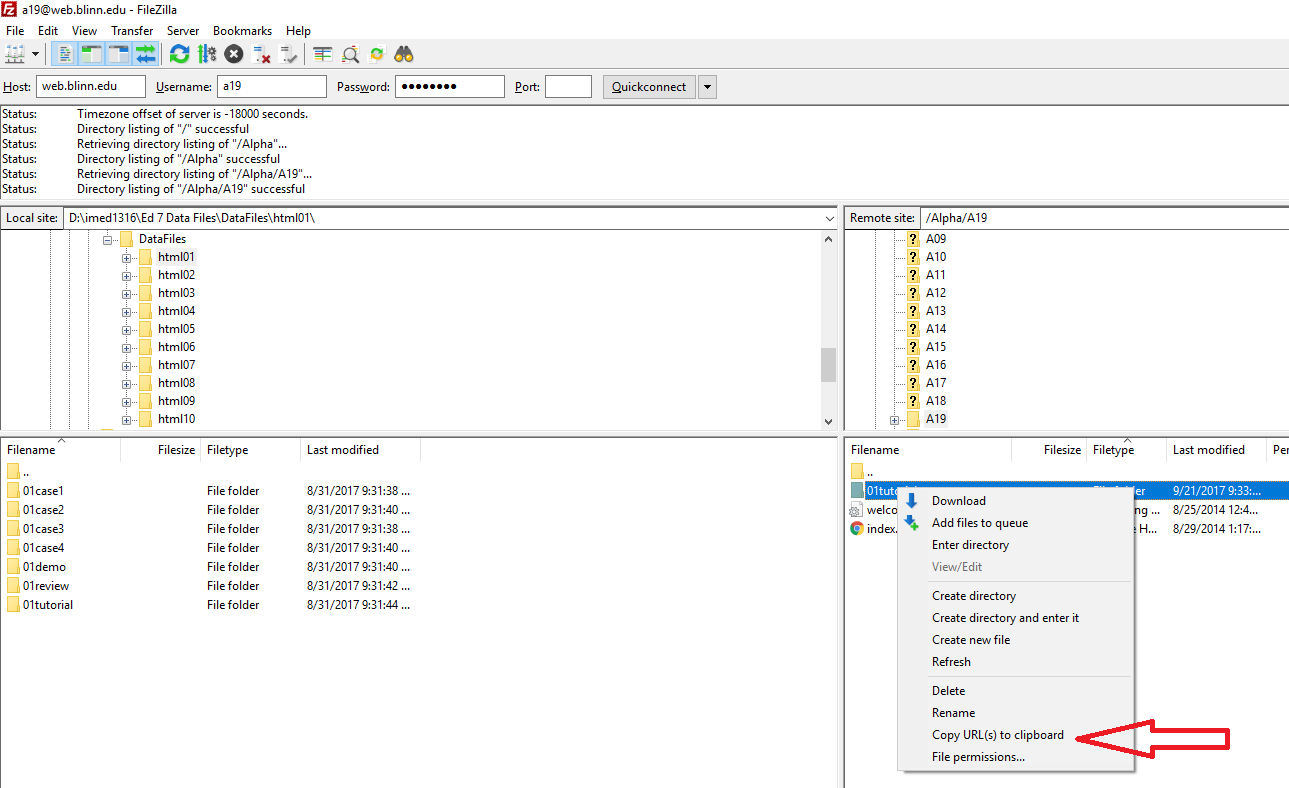 a19@web.blinn.edu - FileZilla
File Edit View Transfer Server Bookmarks Help
Host: web.blinn.edu Username: a19 Password: ●●●●●●●● Port: Quickconnect
Status: Timezone offset of server is -18000 seconds.
Status: Directory listing of "/" successful
Status: Retrieving directory listing of "/Alpha"...
Status: Directory listing of "/Alpha" successful
Status: Retrieving directory listing of "/Alpha/A19"...
Status: Directory listing of "/Alpha/A19" successful
Local site: D:\imed1316\Ed 7 Data Files\DataFiles\html01\
DataFiles
html01
html02
html03
html04
html05
html06
html07
html08
html09
html10
Remote site: /Alpha/A19
? A09
? A10
? A11
? A12
? A13
? A14
? A15
? A16
? A17
? A18
A19
Filename Filesize Filetype Last modified
..
01case1 File folder 8/31/2017 9:31:38 ...
01case2 File folder 8/31/2017 9:31:40 ...
01case3 File folder 8/31/2017 9:31:38 ...
01case4 File folder 8/31/2017 9:31:40 ...
01demo File folder 8/31/2017 9:31:40 ...
01review File folder 8/31/2017 9:31:42 ...
01tutorial File folder 8/31/2017 9:31:44 ...
Filename Filesize Filetype Last modified Per
..
9/21/2017 9:33:...
8/25/2014 12:4...
H... 8/29/2014 1:17:...
Download
Add files to queue
Enter directory
View/Edit
Create directory
Create directory and enter it
Create new file
Refresh
Delete
Rename
Copy URL(s) to clipboard
File permissions...